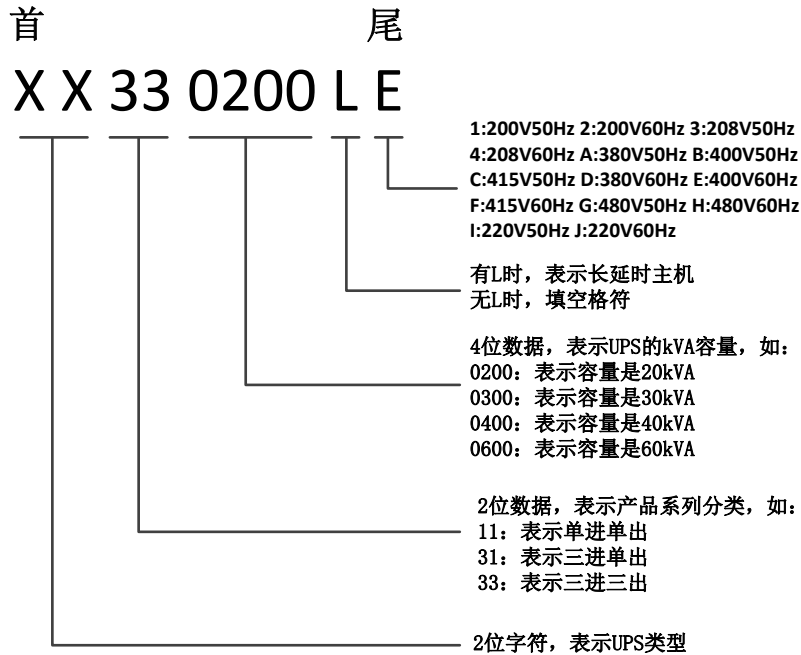 首 尾
X X 33 0200 L E
1:200V50Hz 2:200V60Hz 3:208V50Hz
4:208V60Hz A:380V50Hz B:400V50Hz
C:415V50Hz D:380V60Hz E:400V60Hz
F:415V60Hz G:480V50Hz H:480V60Hz
I:220V50Hz J:220V60Hz
有L时，表示长延时主机
无L时，填空格符
4位数据，表示UPS的kVA容量，如：
0200：表示容量是20kVA
0300：表示容量是30kVA
0400：表示容量是40kVA
0600：表示容量是60kVA
2位数据，表示产品系列分类，如：
11：表示单进单出
31：表示三进单出
33：表示三进三出
2位字符，表示UPS类型